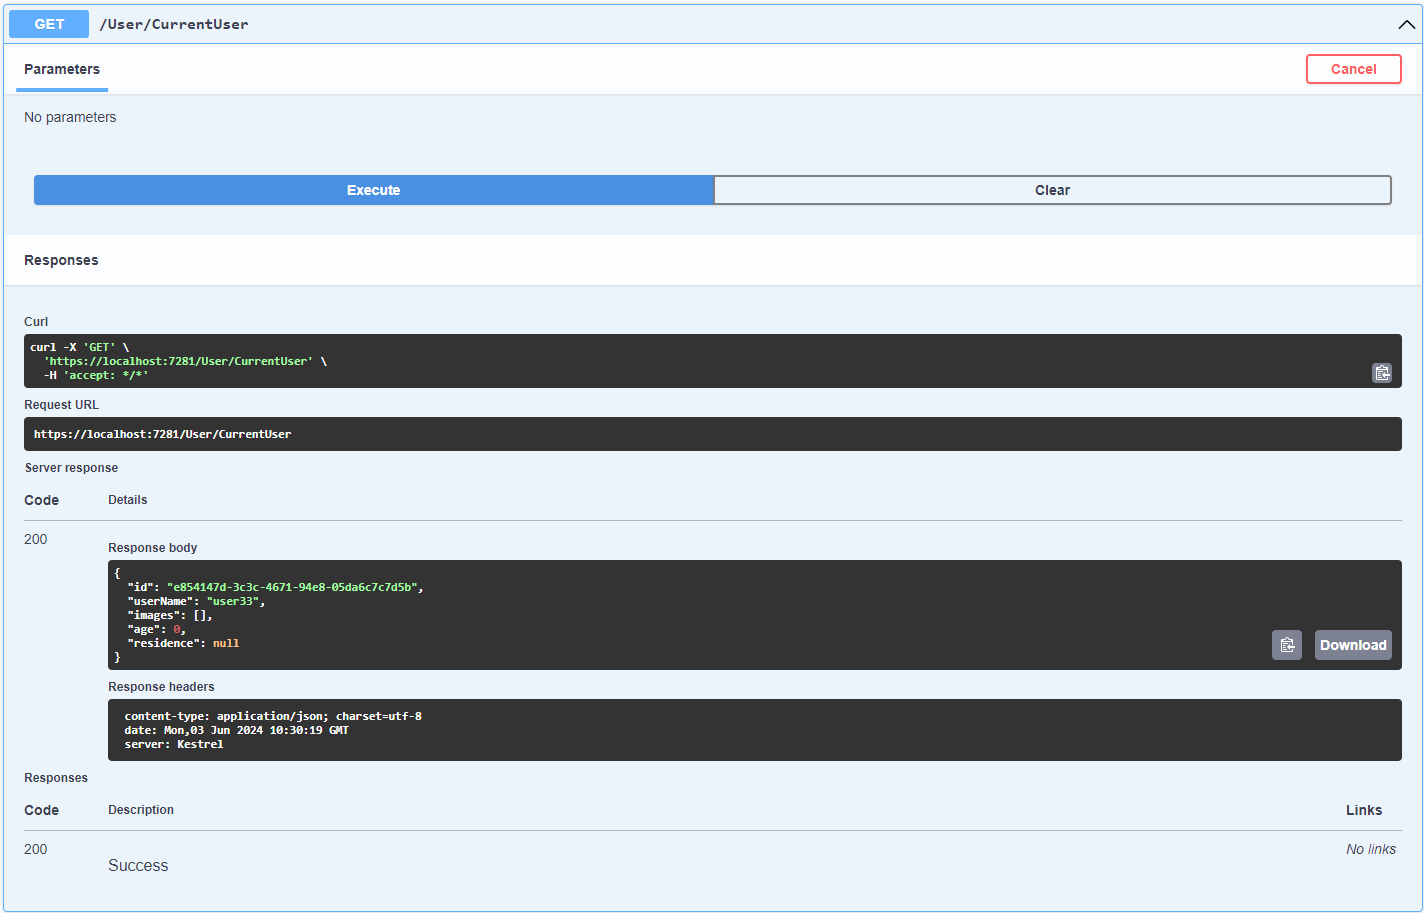 GET /User/CurrentUser
Parameters Cancel
No parameters
Execute Clear
Responses
Curl
curl -X 'GET' \
'https://localhost:7281/User/CurrentUser' \
-H 'accept: */*'
Request URL
https://localhost:7281/User/CurrentUser
Server response
Code Details
200
Response body
{
"id": "e854147d-3c3c-4671-94e8-05da6c7c7d5b",
"userName": "user33",
"images": [],
"age": 0,
"residence": null
}
Download
Response headers
content-type: application/json; charset=utf-8
date: Mon,03 Jun 2024 10:30:19 GMT
server: Kestrel
Responses
Code Description Links
200 No links
Success